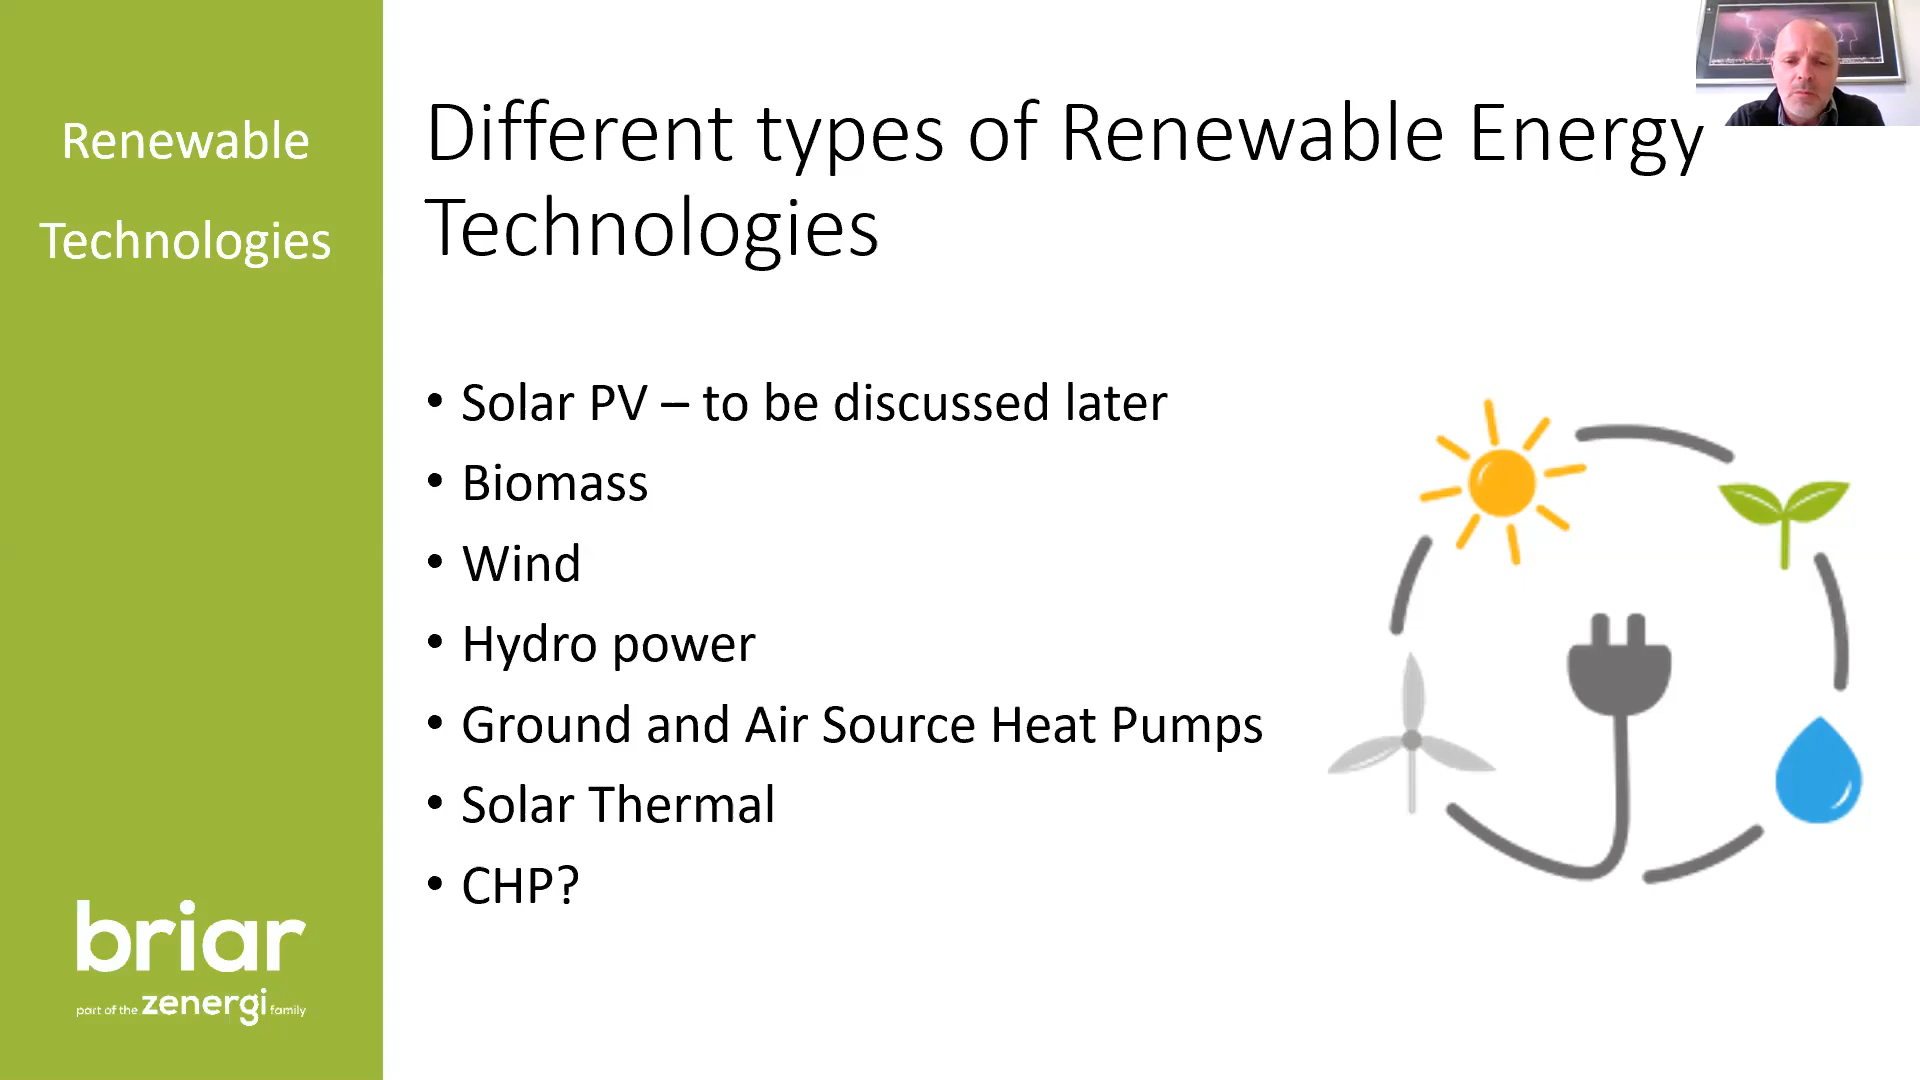 Renewable
Technologies
Different types of Renewable Energy
Technologies
• Solar PV – to be discussed later
• Biomass
• Wind
• Hydro power
• Ground and Air Source Heat Pumps
• Solar Thermal
• CHP?
briar
part of the zenergi family